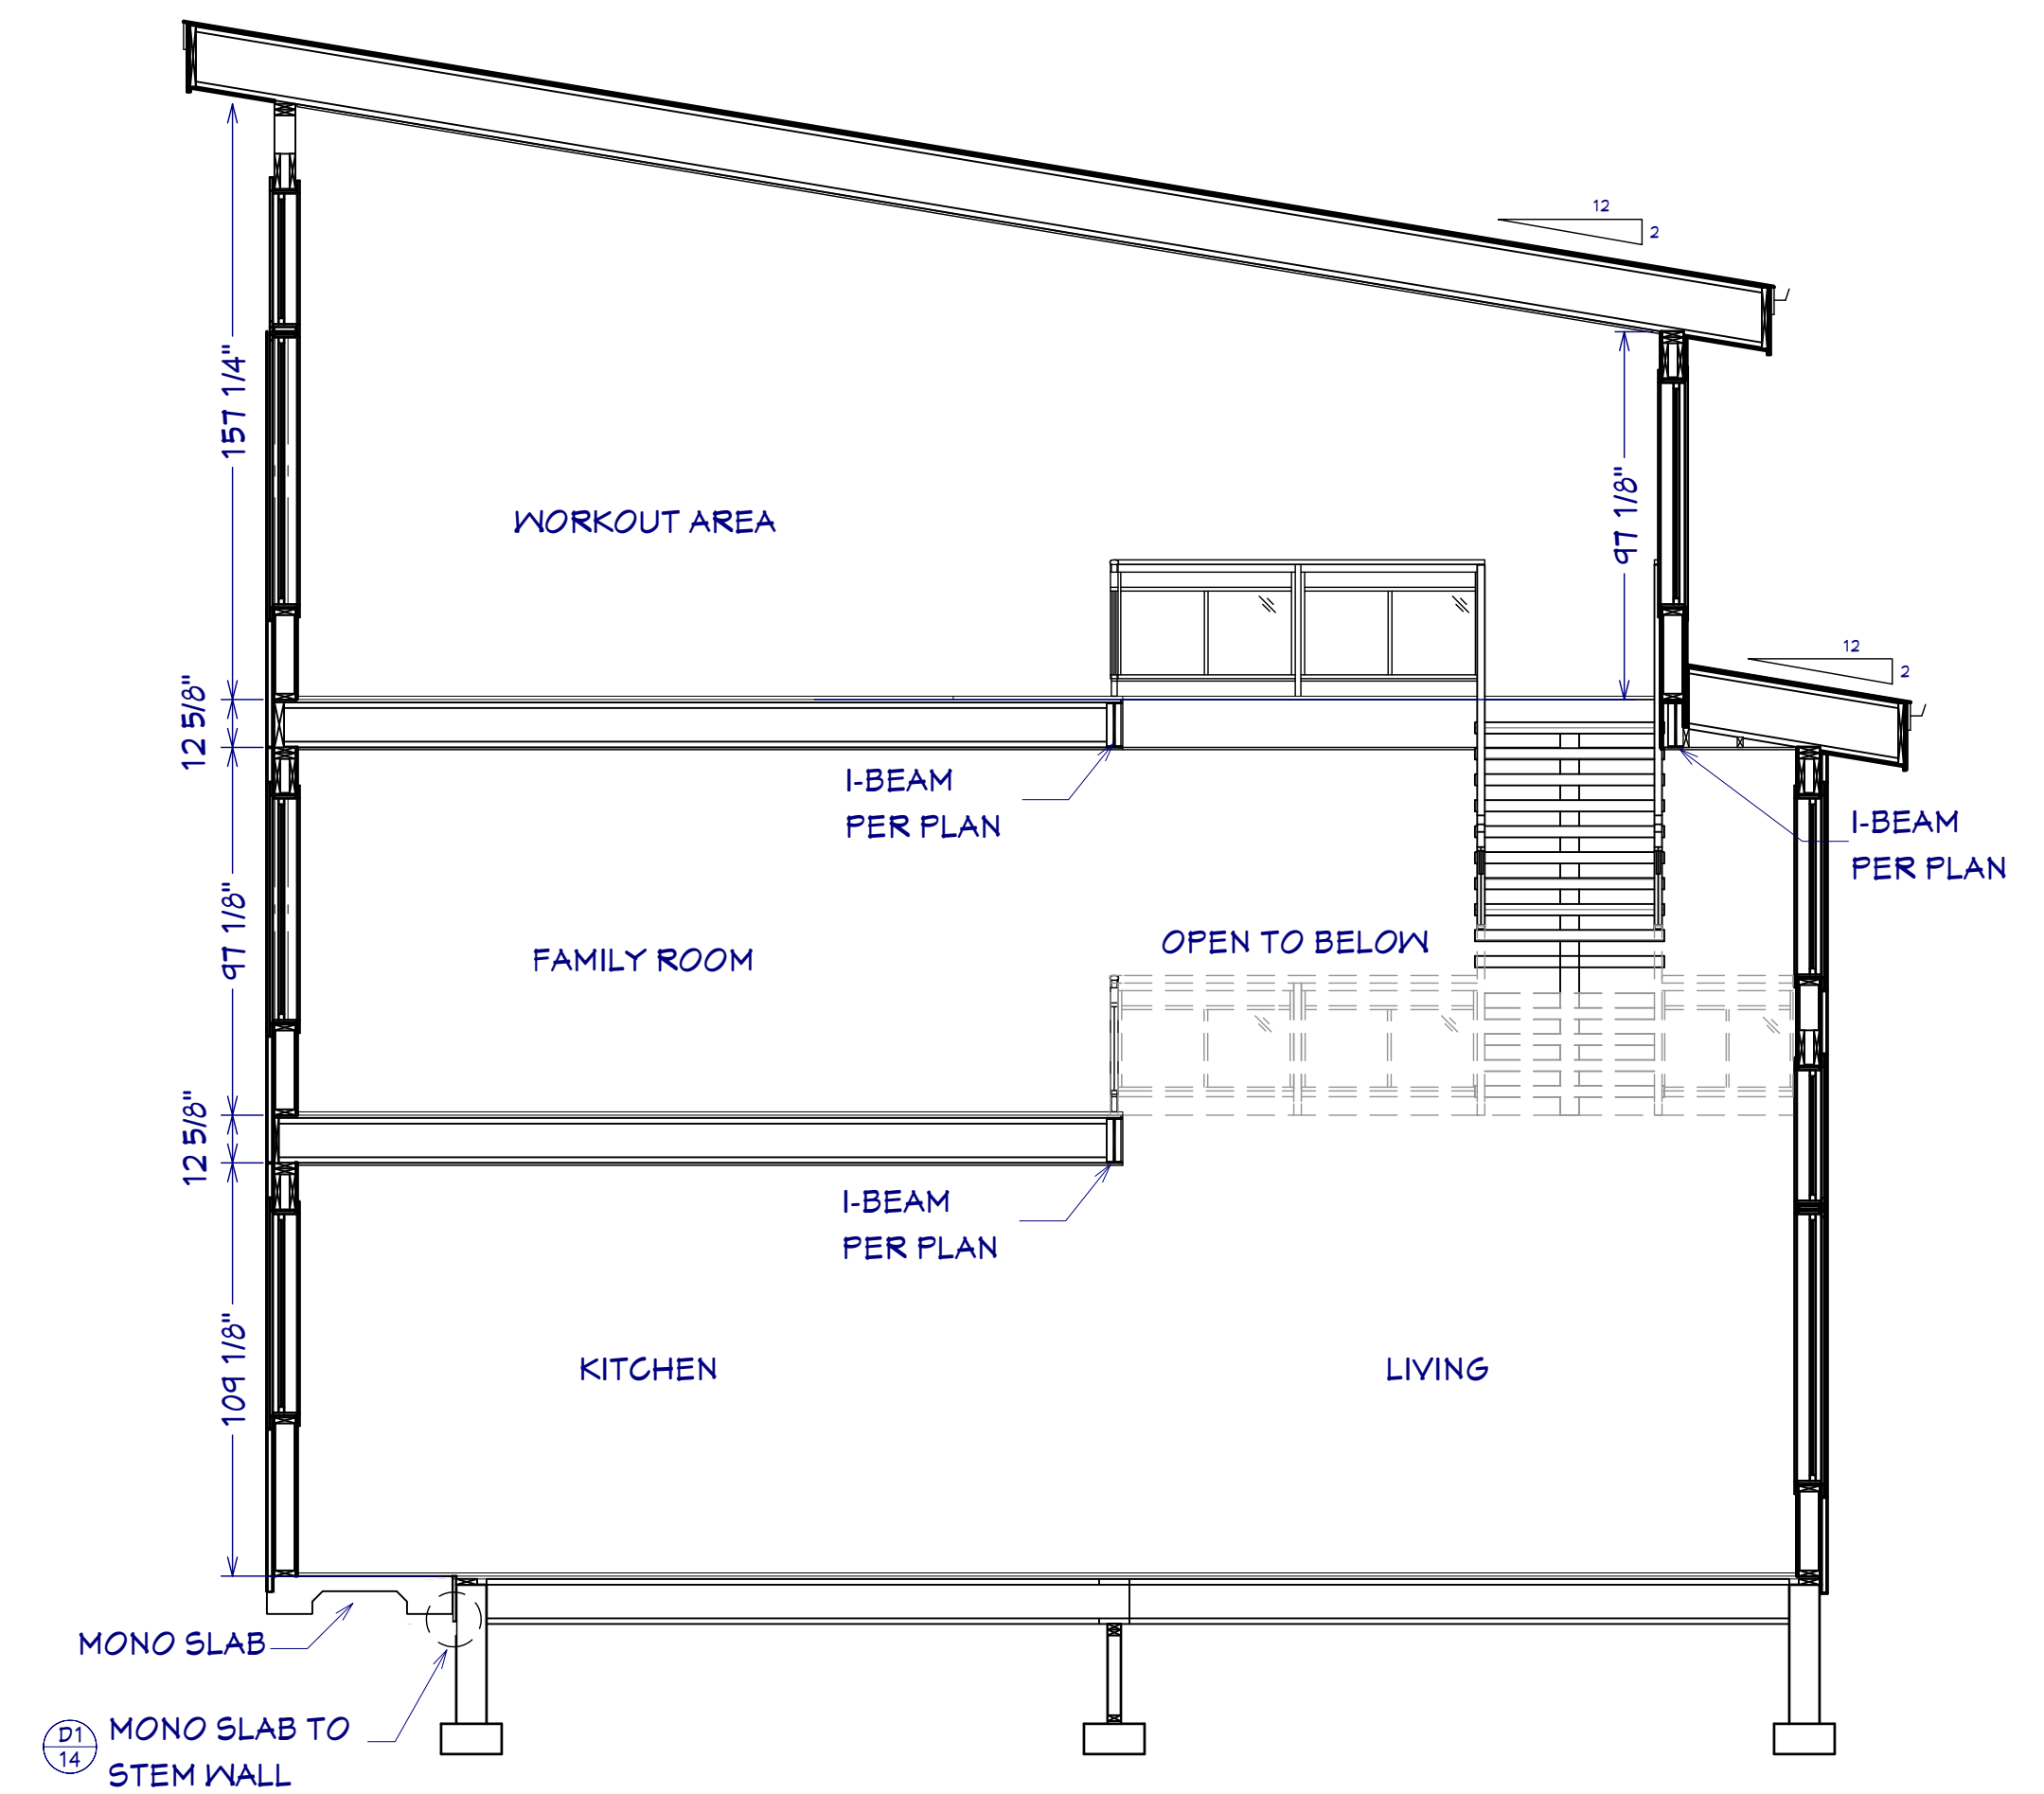 12
2
157 1/4"
97 1/8"
WORKOUT AREA
12
2
12 5/8"
I-BEAM
PER PLAN
I-BEAM
PER PLAN
97 1/8"
OPEN TO BELOW
FAMILY ROOM
12 5/8"
I-BEAM
PER PLAN
109 1/8"
KITCHEN
LIVING
MONO SLAB
D1
14
MONO SLAB TO
STEM WALL